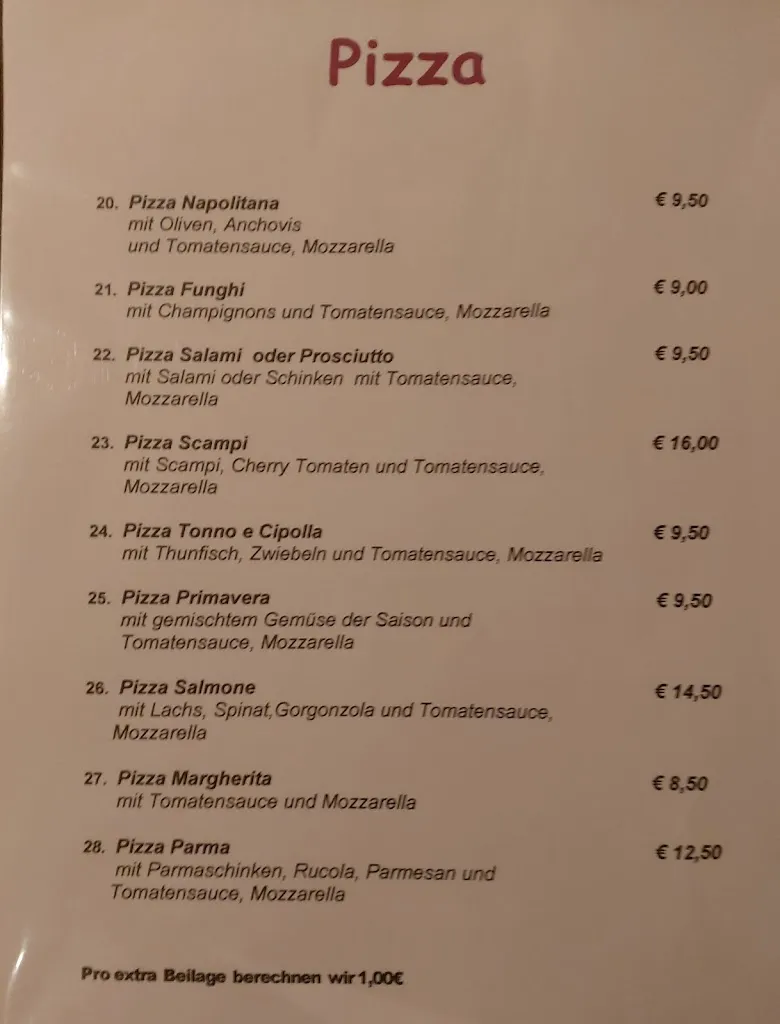 Pizza
20. Pizza Napolitana € 9,50
mit Oliven, Anchovis
und Tomatensauce, Mozzarella
21. Pizza Funghi € 9,00
mit Champignons und Tomatensauce, Mozzarella
22. Pizza Salami oder Prosciutto € 9,50
mit Salami oder Schinken mit Tomatensauce,
Mozzarella
23. Pizza Scampi € 16,00
mit Scampi, Cherry Tomaten und Tomatensauce,
Mozzarella
24. Pizza Tonno e Cipolla € 9,50
mit Thunfisch, Zwiebeln und Tomatensauce, Mozzarella
25. Pizza Primavera € 9,50
mit gemischtem Gemüse der Saison und
Tomatensauce, Mozzarella
26. Pizza Salmone € 14,50
mit Lachs, Spinat,Gorgonzola und Tomatensauce,
Mozzarella
27. Pizza Margherita € 8,50
mit Tomatensauce und Mozzarella
28. Pizza Parma € 12,50
mit Parmaschinken, Rucola, Parmesan und
Tomatensauce, Mozzarella
Pro extra Beilage berechnen wir 1,00€